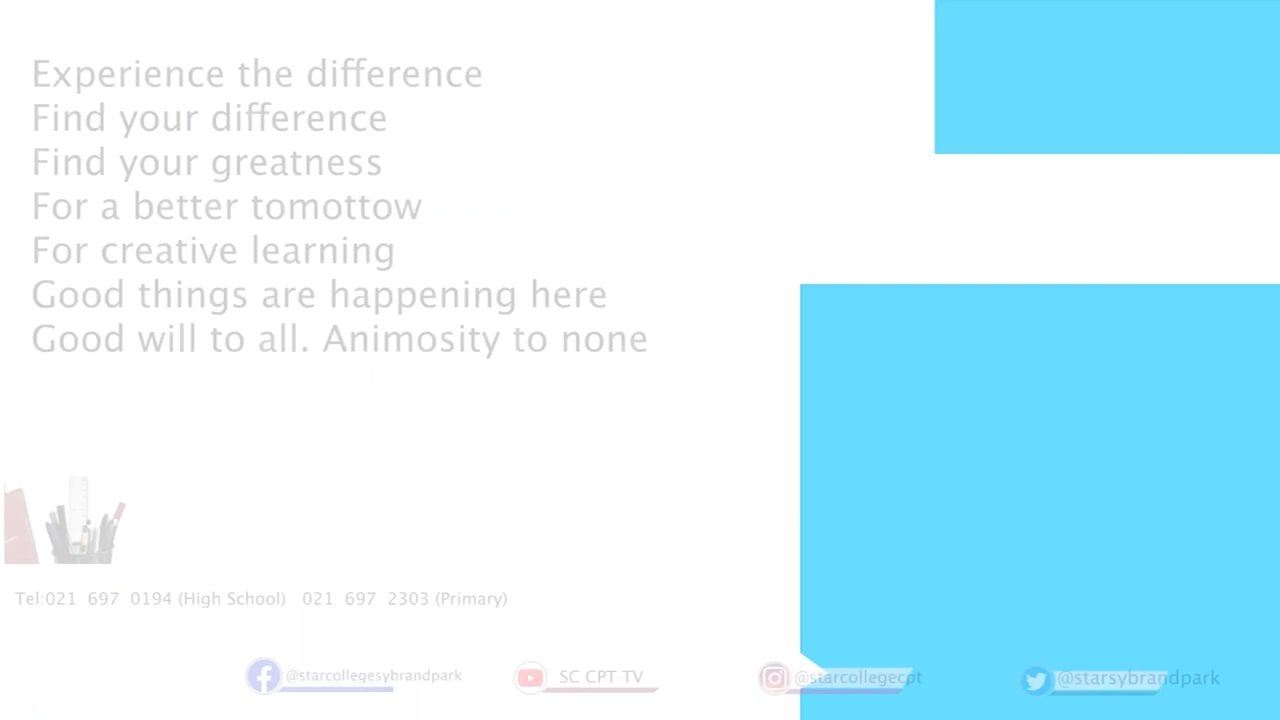 Experience the difference
Find your difference
Find your greatness
For a better tomottow
For creative learning
Good things are happening here
Good will to all. Animosity to none
Tel:021 697 0194 (High School) 021 697 2303 (Primary)
@starcollegesybrandpark SC CPT TV @starcollegecpt @starsybrandpark